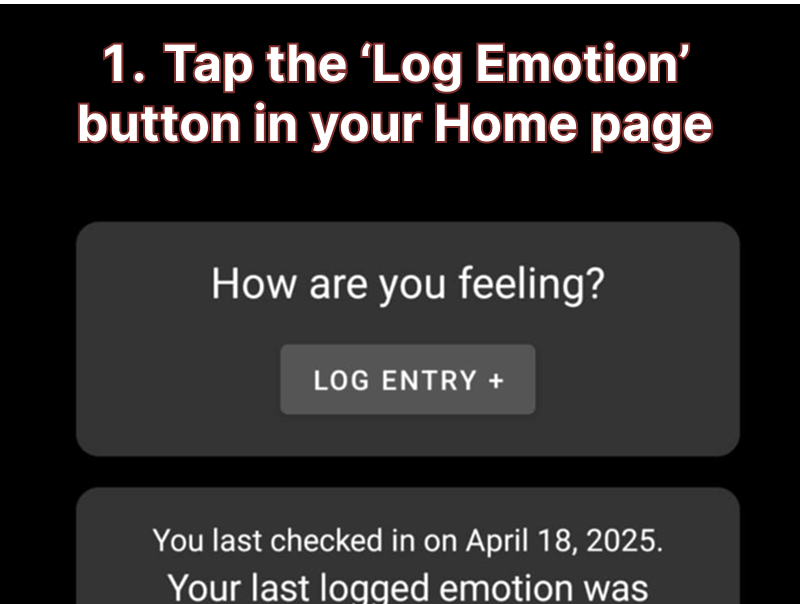 1. Tap the ‘Log Emotion’
button in your Home page
How are you feeling?
LOG ENTRY +
You last checked in on April 18, 2025.
Your last logged emotion was